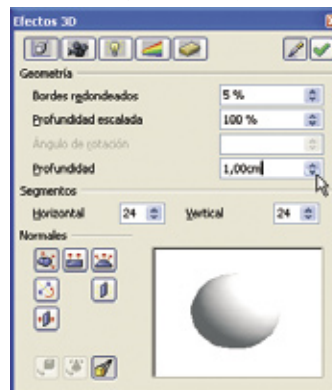 Efectos 3D
Geometría
Bordes redondeados 5 %
Profundidad escalada 100 %
Ángulo de rotación
Profundidad 1,00cm
Segmentos
Horizontal 24 Vertical 24
Normales